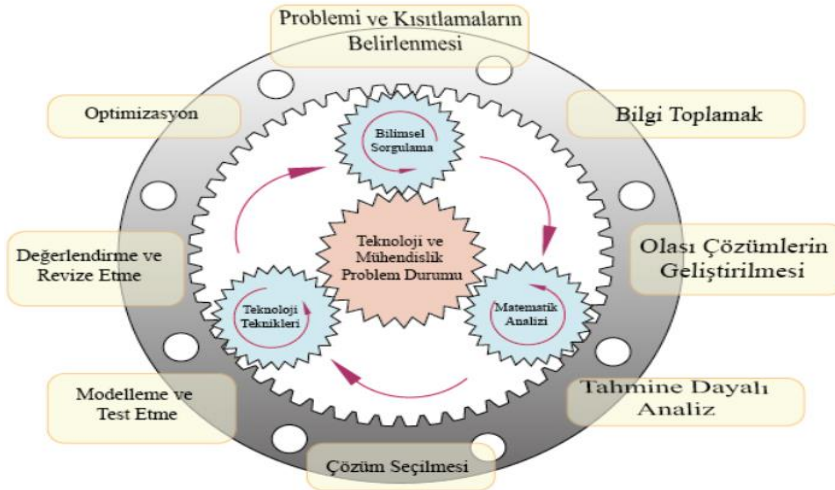 Problemi ve Kısıtlamaların
Belirlenmesi
Optimizasyon
Bilgi Toplamak
Bilimsel
Sorgulama
Teknoloji ve
Mühendislik
Problem Durumu
Değerlendirme ve
Revize Etme
Olası Çözümlerin
Geliştirilmesi
Teknoloji
Teknikleri
Matematik
Analizi
Modelleme ve
Test Etme
Tahmine Dayalı
Analiz
Çözüm Seçilmesi